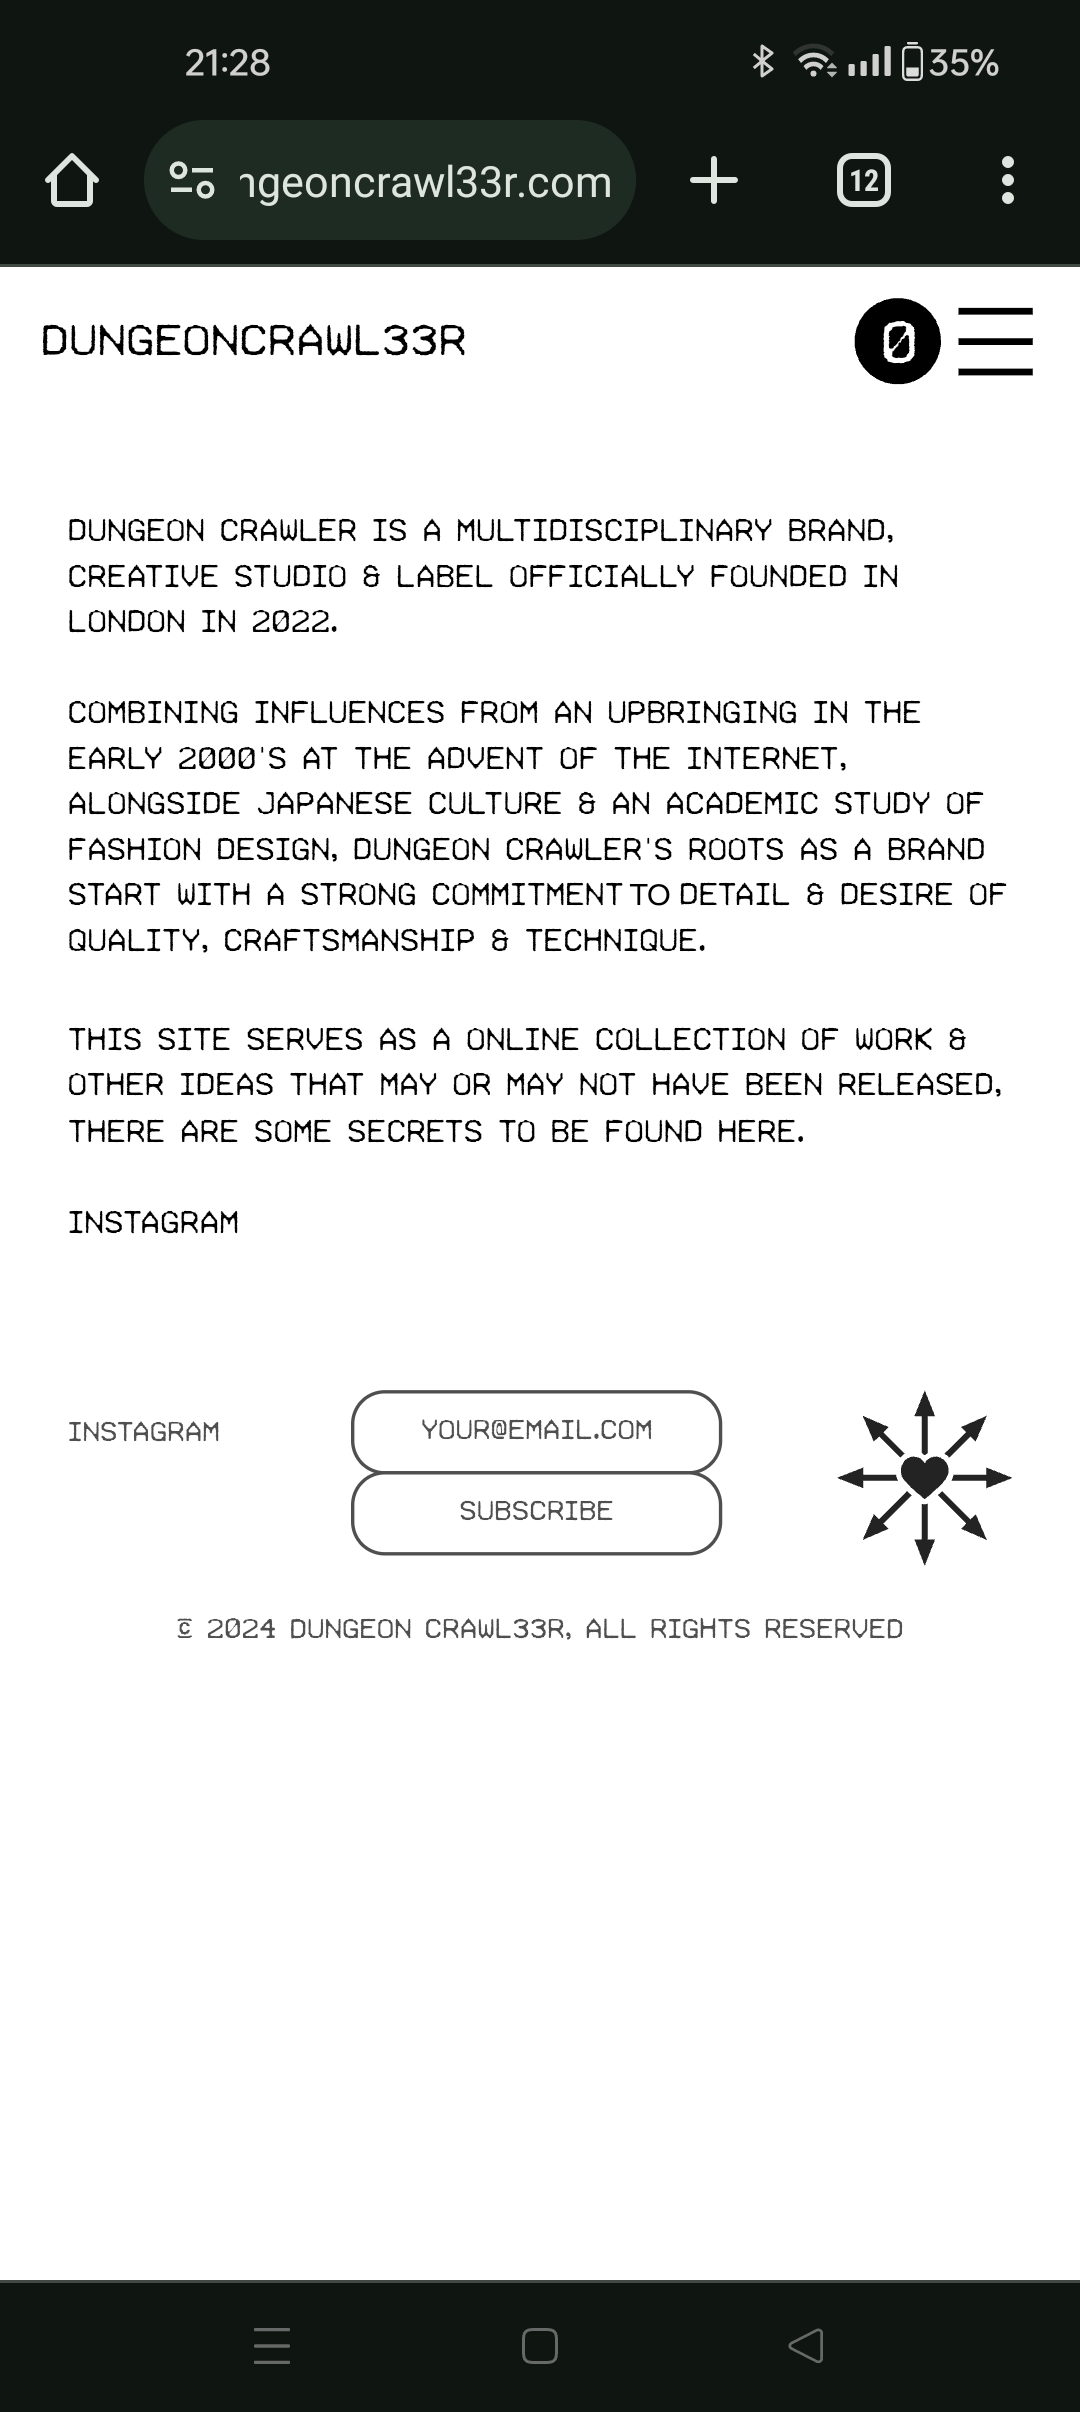 21:28
35%
ngeoncrawl33r.com
12
DUNGEONCRAWL33R
0
DUNGEON CRAWLER IS A MULTIDISCIPLINARY BRAND,
CREATIVE STUDIO & LABEL OFFICIALLY FOUNDED IN
LONDON IN 2022.
COMBINING INFLUENCES FROM AN UPBRINGING IN THE
EARLY 2000'S AT THE ADVENT OF THE INTERNET,
ALONGSIDE JAPANESE CULTURE & AN ACADEMIC STUDY OF
FASHION DESIGN, DUNGEON CRAWLER'S ROOTS AS A BRAND
START WITH A STRONG COMMITMENT TO DETAIL & DESIRE OF
QUALITY, CRAFTSMANSHIP & TECHNIQUE.
THIS SITE SERVES AS A ONLINE COLLECTION OF WORK &
OTHER IDEAS THAT MAY OR MAY NOT HAVE BEEN RELEASED,
THERE ARE SOME SECRETS TO BE FOUND HERE.
INSTAGRAM
INSTAGRAM
YOUR@EMAIL.COM
SUBSCRIBE
© 2024 DUNGEON CRAWL33R, ALL RIGHTS RESERVED